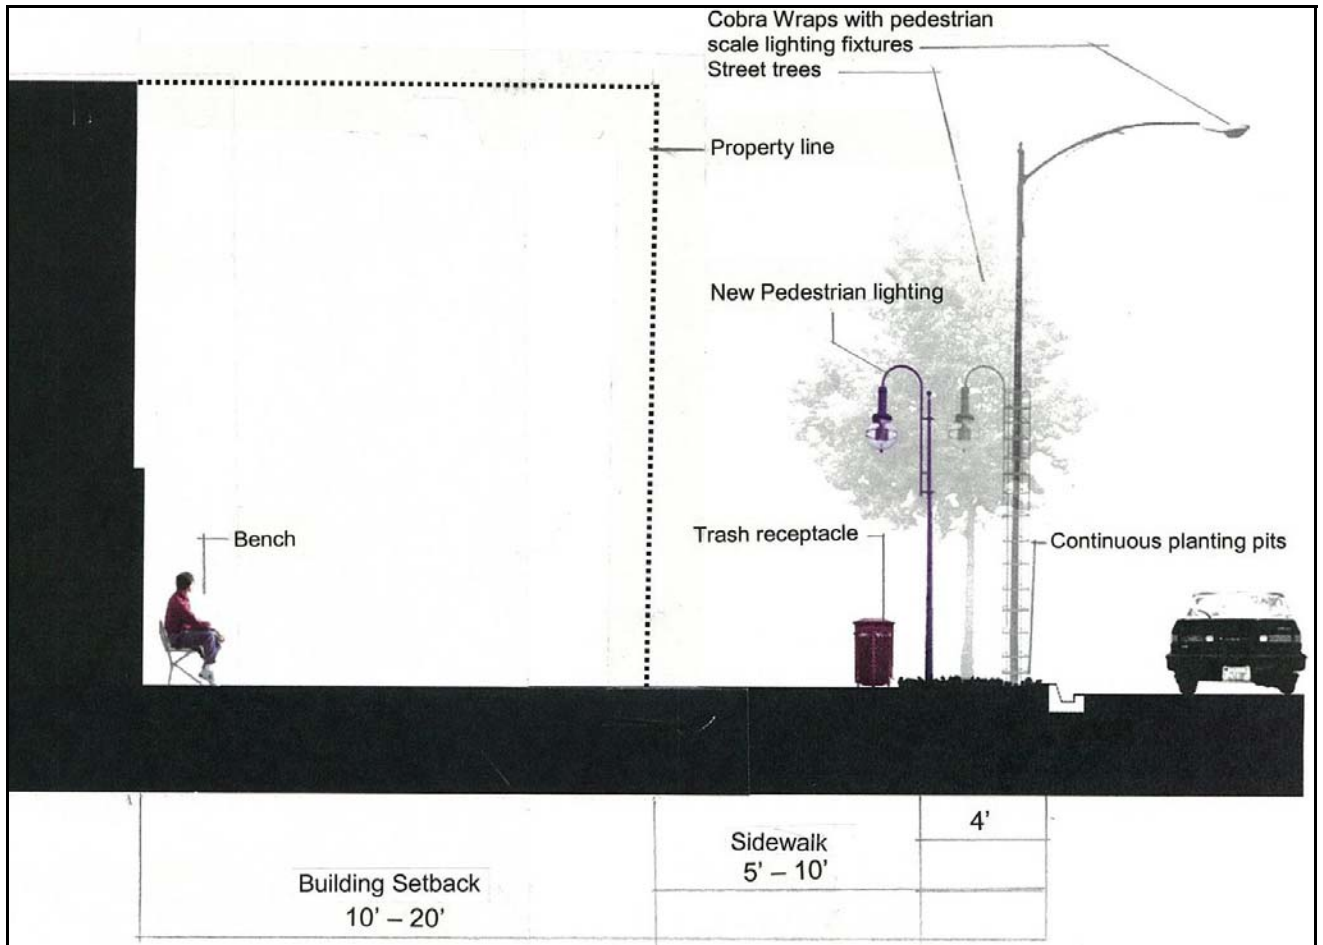 Cobra Wraps with pedestrian
scale lighting fixtures
Street trees
Property line
New Pedestrian lighting
Bench
Trash receptacle
Continuous planting pits
4'
Sidewalk
5' – 10'
Building Setback
10' – 20'